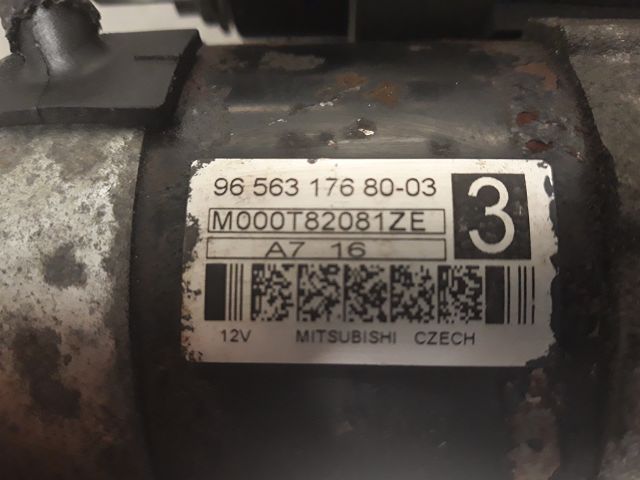 96 563 176 80-03
M000T82081ZE
3
A7 16
12V MITSUBISHI CZECH